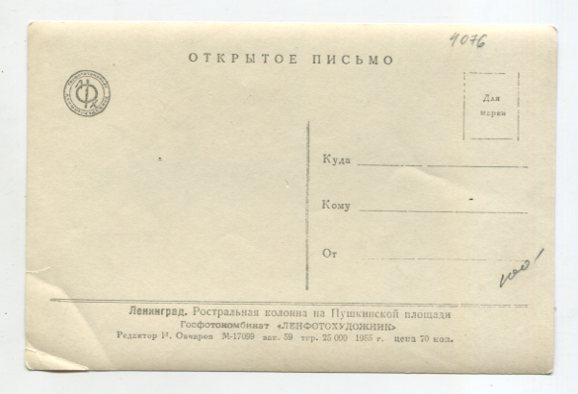 4076
ОТКРЫТОЕ ПИСЬМО
Для
марки
Куда
Кому
От
Ленинград. Ростральная колонна на Пушкинской площади
Госфотокомбинат «ЛЕНФОТОХУДОЖНИК»
Редактор И. Овчаров М-17099 зак. 59 тир. 25 000 1955 г. цена 70 коп.